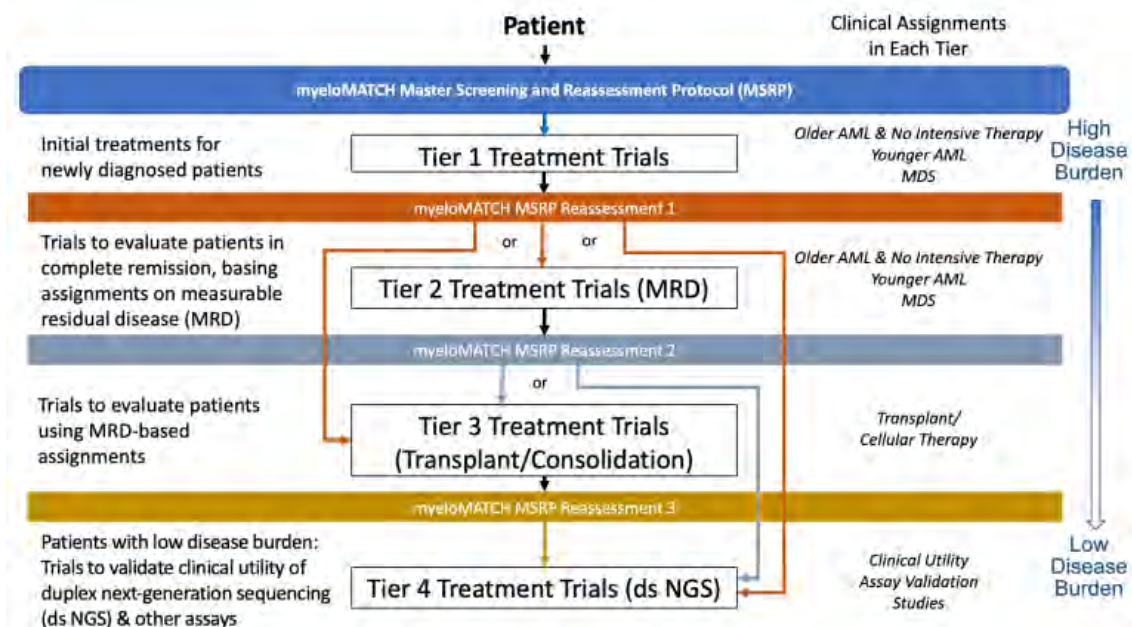 Patient
Clinical Assignments
in Each Tier
myeloMATCH Master Screening and Reassessment Protocol (MSRP)
Initial treatments for
newly diagnosed patients
Tier 1 Treatment Trials
Older AML & No Intensive Therapy
Younger AML
MDS
High
Disease
Burden
myeloMATCH MSRP Reassessment 1
Trials to evaluate patients in
complete remission, basing
assignments on measurable
residual disease (MRD)
or
or
Tier 2 Treatment Trials (MRD)
Older AML & No Intensive Therapy
Younger AML
MDS
myeloMATCH MSRP Reassessment 2
or
Trials to evaluate patients
using MRD-based
assignments
Tier 3 Treatment Trials
(Transplant/Consolidation)
Transplant/
Cellular Therapy
myeloMATCH MSRP Reassessment 3
Patients with low disease burden:
Trials to validate clinical utility of
duplex next-generation sequencing
(ds NGS) & other assays
Tier 4 Treatment Trials (ds NGS)
Clinical Utility
Assay Validation
Studies
Low
Disease
Burden